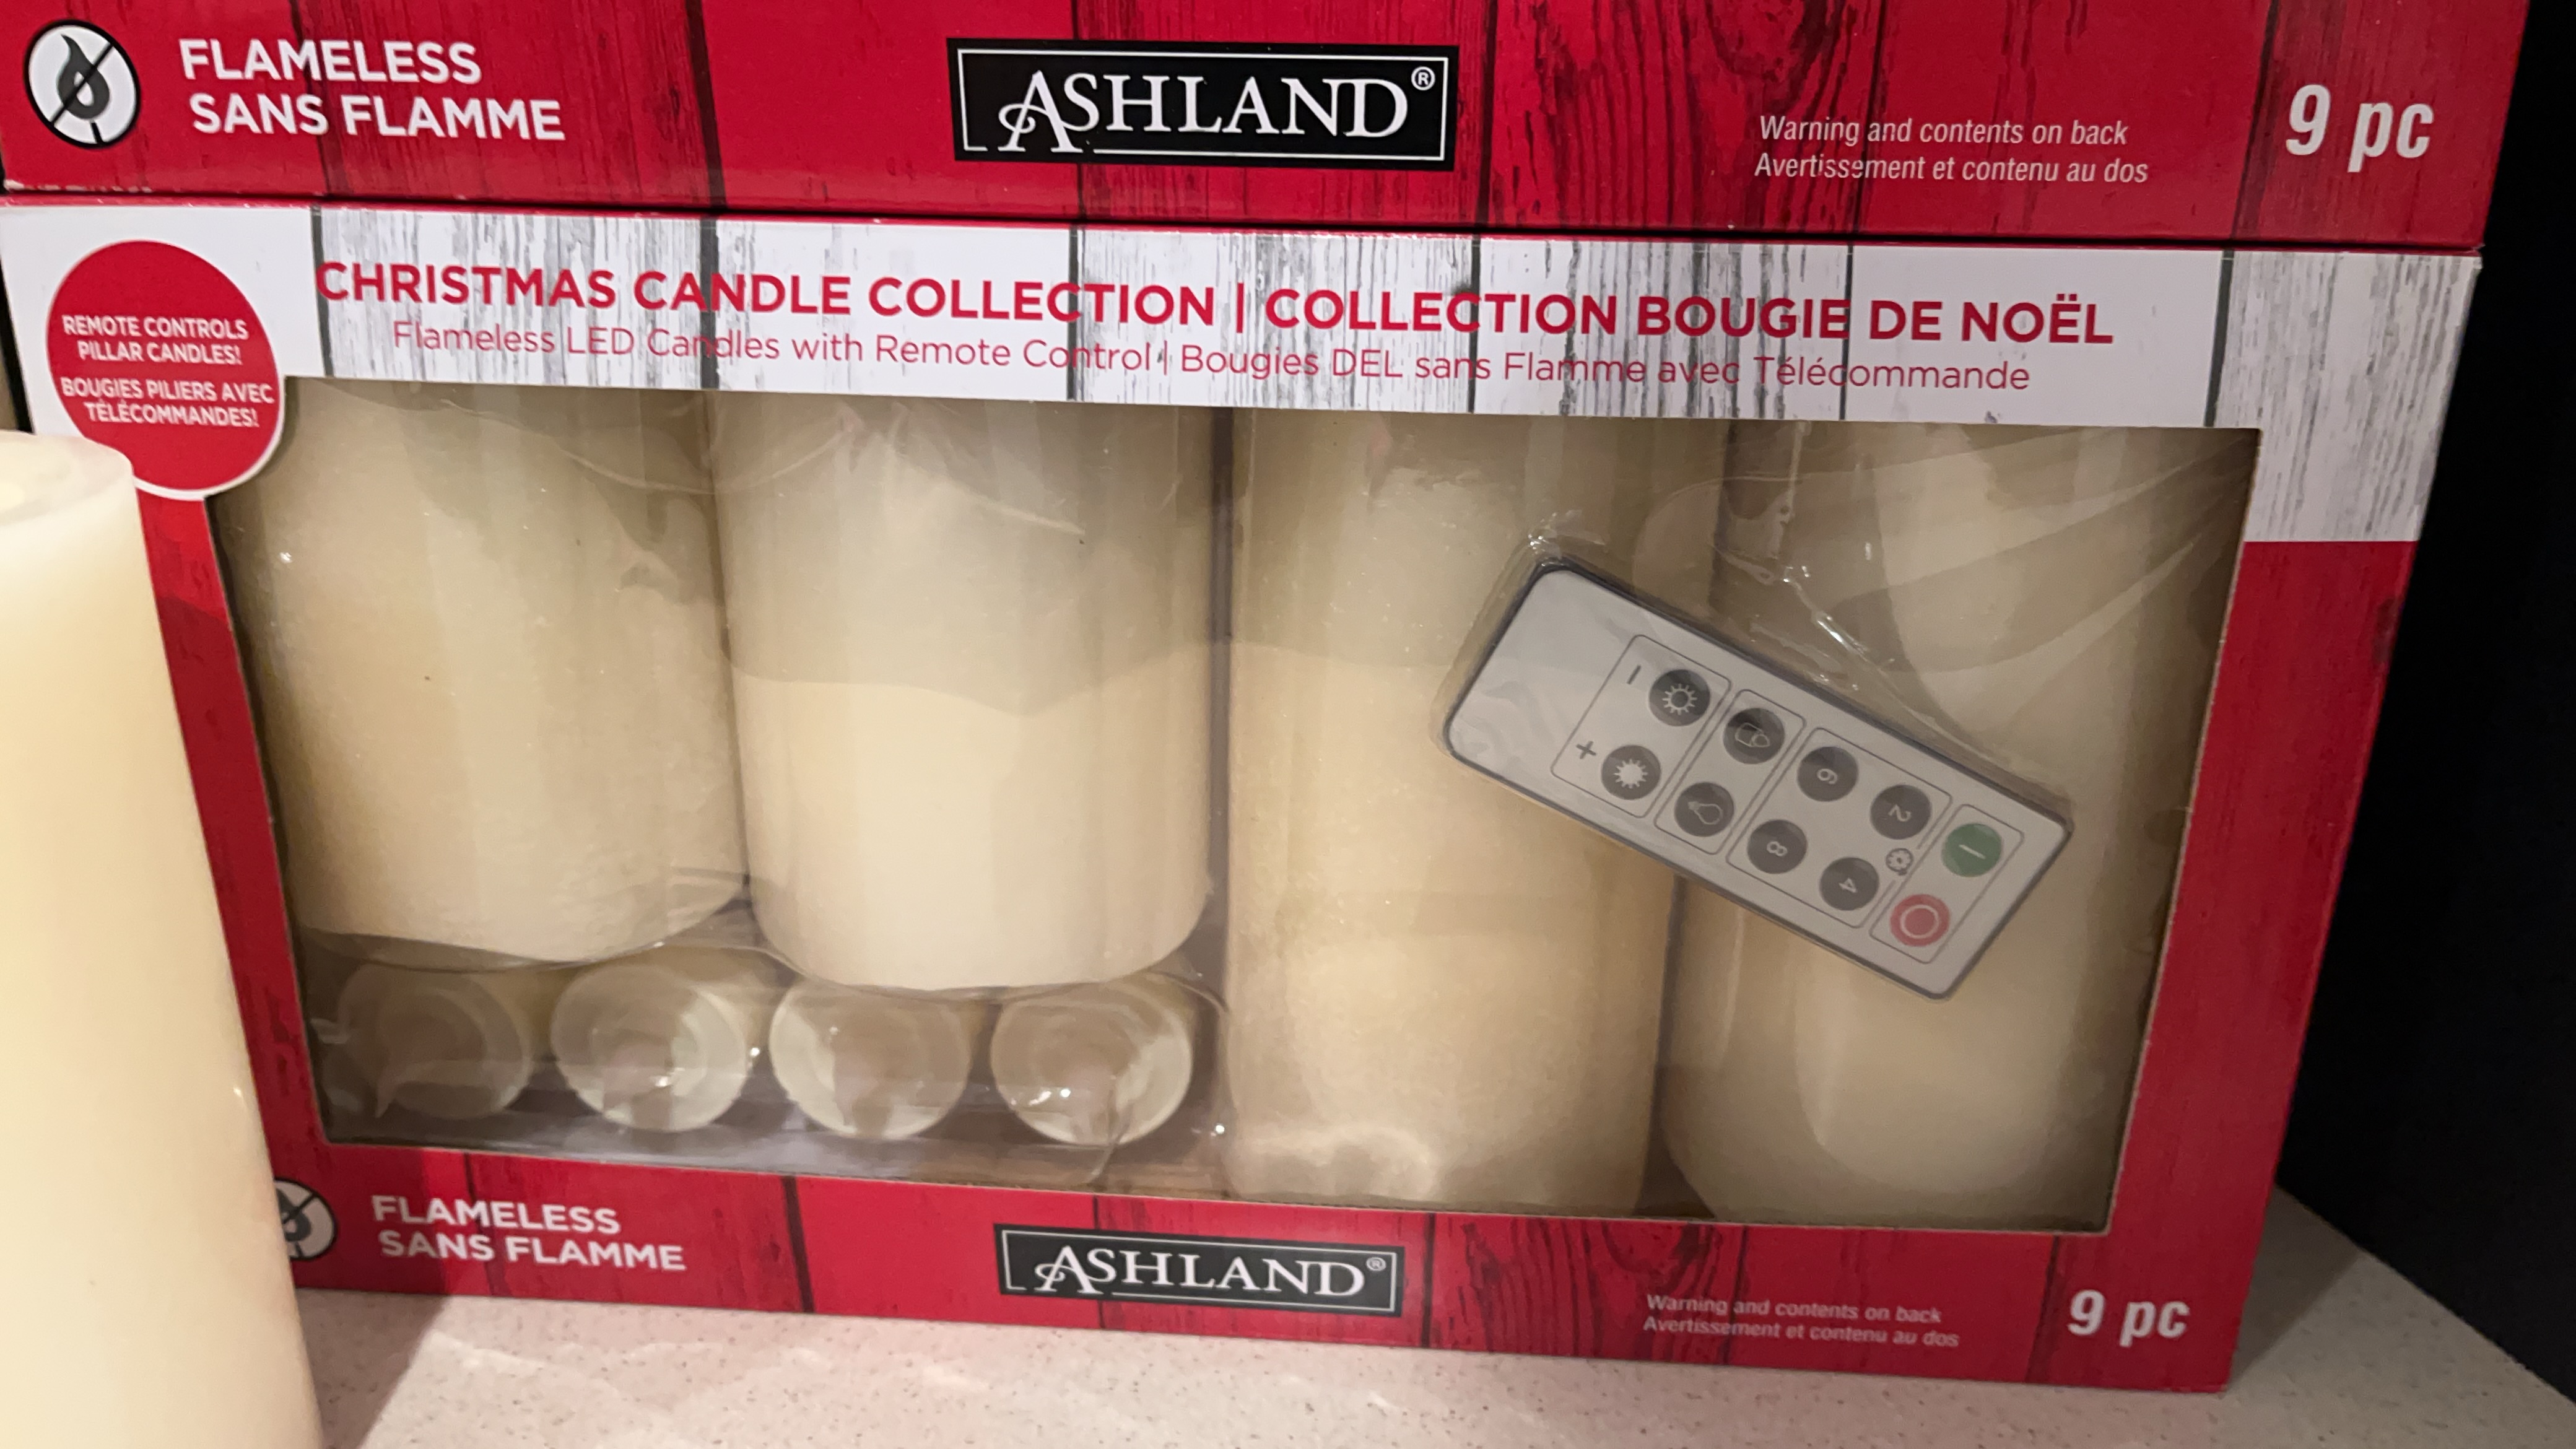 FLAMELESS
SANS FLAMME
ASHLAND®
Warning and contents on back
Avertissement et contenu au dos
9 pc
REMOTE CONTROLS
PILLAR CANDLES!
BOUGIES PILIERS AVEC
TÉLÉCOMMANDES!
CHRISTMAS CANDLE COLLECTION | COLLECTION BOUGIE DE NOËL
Flameless LED Candles with Remote Control | Bougies DEL sans Flamme avec Télécommande
- +
6 8
2 4
FLAMELESS
SANS FLAMME
ASHLAND®
Warning and contents on back
Avertissement et contenu au dos
9 pc